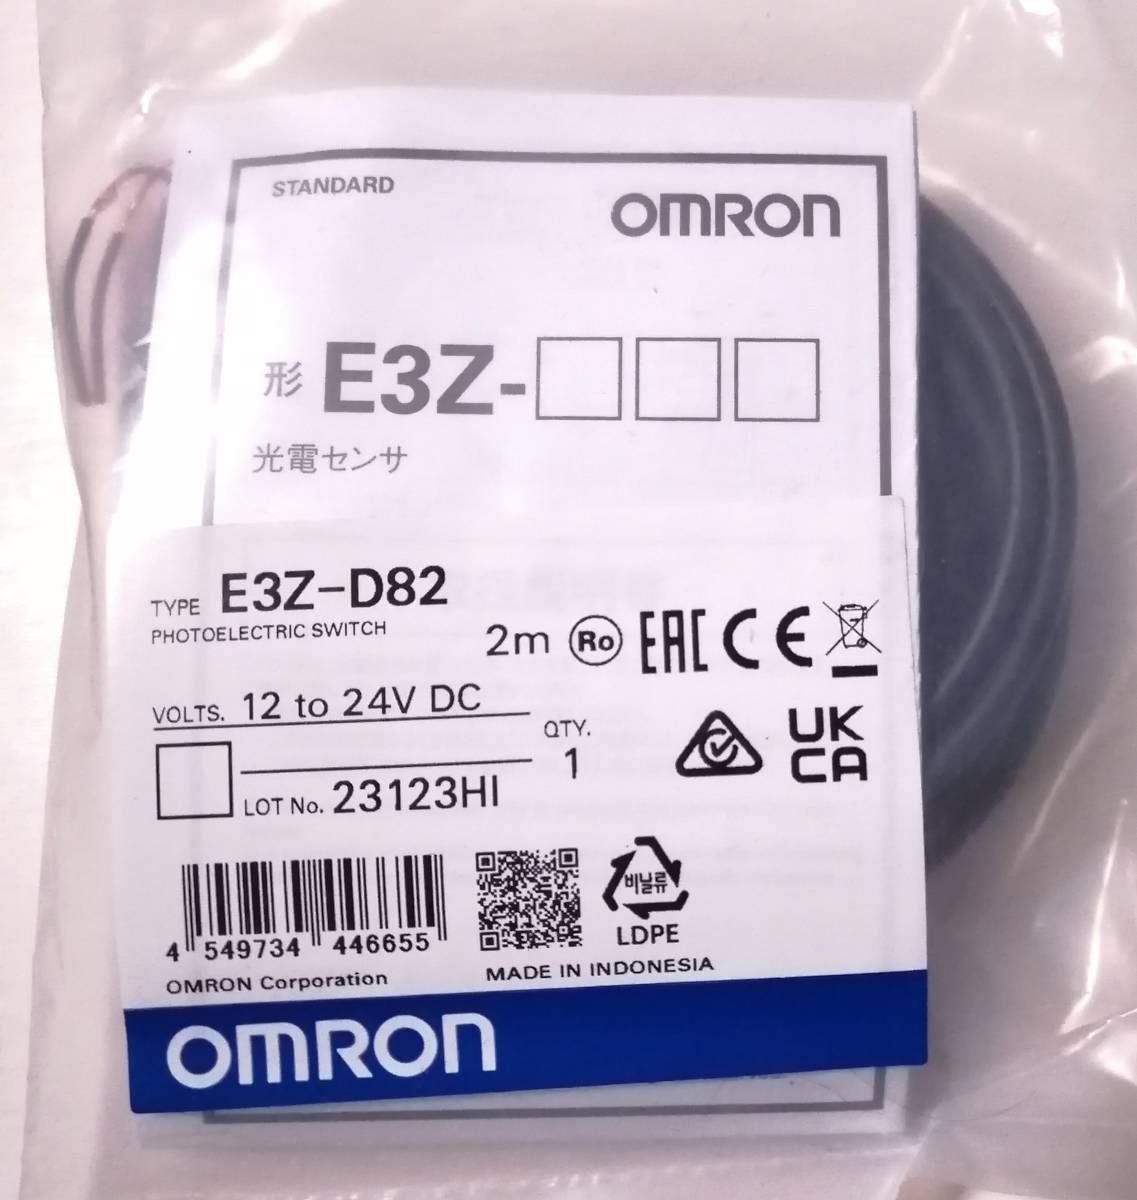 STANDARD
OMRON
形 E3Z-□□□
光電センサ
TYPE E3Z-D82
PHOTOELECTRIC SWITCH
2m Ro EAC CE
VOLTS. 12 to 24V DC
QTY.
1
UK
CA
LOT No. 23123HI
비닐류
LDPE
4 549734 446655
OMRON Corporation
MADE IN INDONESIA
OMRON